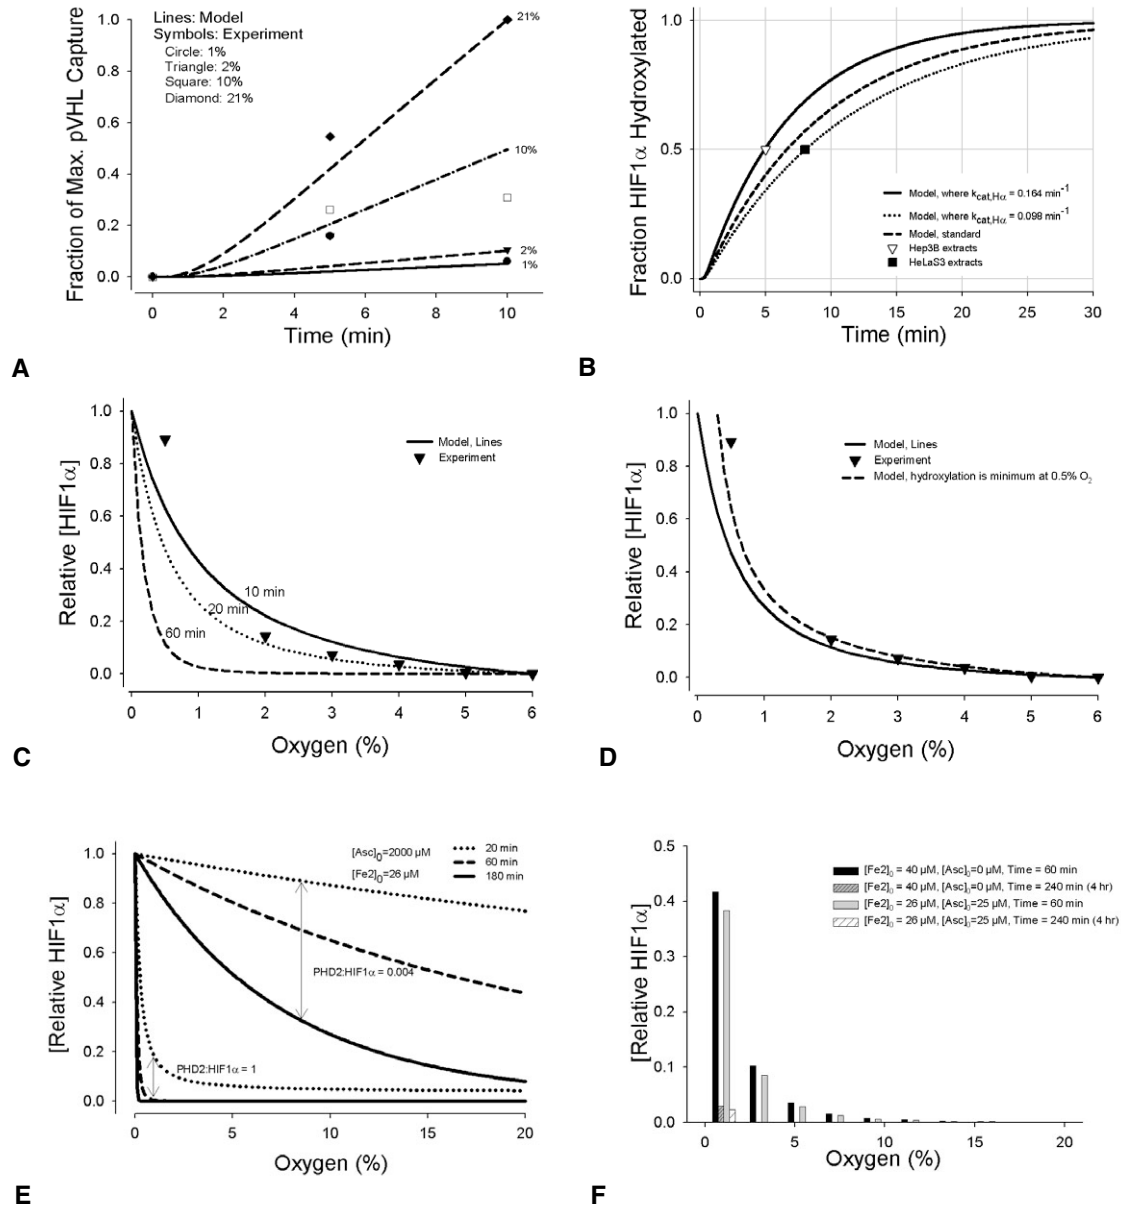 Lines: Model
Symbols: Experiment
Circle: 1%
Triangle: 2%
Square: 10%
Diamond: 21%
21%
10%
2%
1%
Fraction of Max. pVHL Capture
1.0
0.8
0.6
0.4
0.2
0.0
0 2 4 6 8 10
Time (min)
A
Fraction HIF1α Hydroxylated
1.0
0.5
0.0
Model, where kcat,Hα = 0.164 min-1
Model, where kcat,Hα = 0.098 min-1
Model, standard
Hep3B extracts
HeLaS3 extracts
0 5 10 15 20 25 30
Time (min)
B
Relative [HIF1α]
1.0
0.8
0.6
0.4
0.2
0.0
Model, Lines
Experiment
10 min
20 min
60 min
0 1 2 3 4 5 6
Oxygen (%)
C
Relative [HIF1α]
1.0
0.8
0.6
0.4
0.2
0.0
Model, Lines
Experiment
Model, hydroxylation is minimum at 0.5% O2
0 1 2 3 4 5 6
Oxygen (%)
D
[Relative HIF1α]
1.0
0.8
0.6
0.4
0.2
0.0
[Asc]0=2000 µM
[Fe2]0=26 µM
20 min
60 min
180 min
PHD2:HIF1α = 0.004
PHD2:HIF1α = 1
0 5 10 15 20
Oxygen (%)
E
[Relative HIF1α]
0.5
0.4
0.3
0.2
0.1
0.0
[Fe2]0 = 40 µM, [Asc]0=0 µM, Time = 60 min
[Fe2]0 = 40 µM, [Asc]0=0 µM, Time = 240 min (4 hr)
[Fe2]0 = 26 µM, [Asc]0=25 µM, Time = 60 min
[Fe2]0 = 26 µM, [Asc]0=25 µM, Time = 240 min (4 hr)
0 5 10 15 20
Oxygen (%)
F